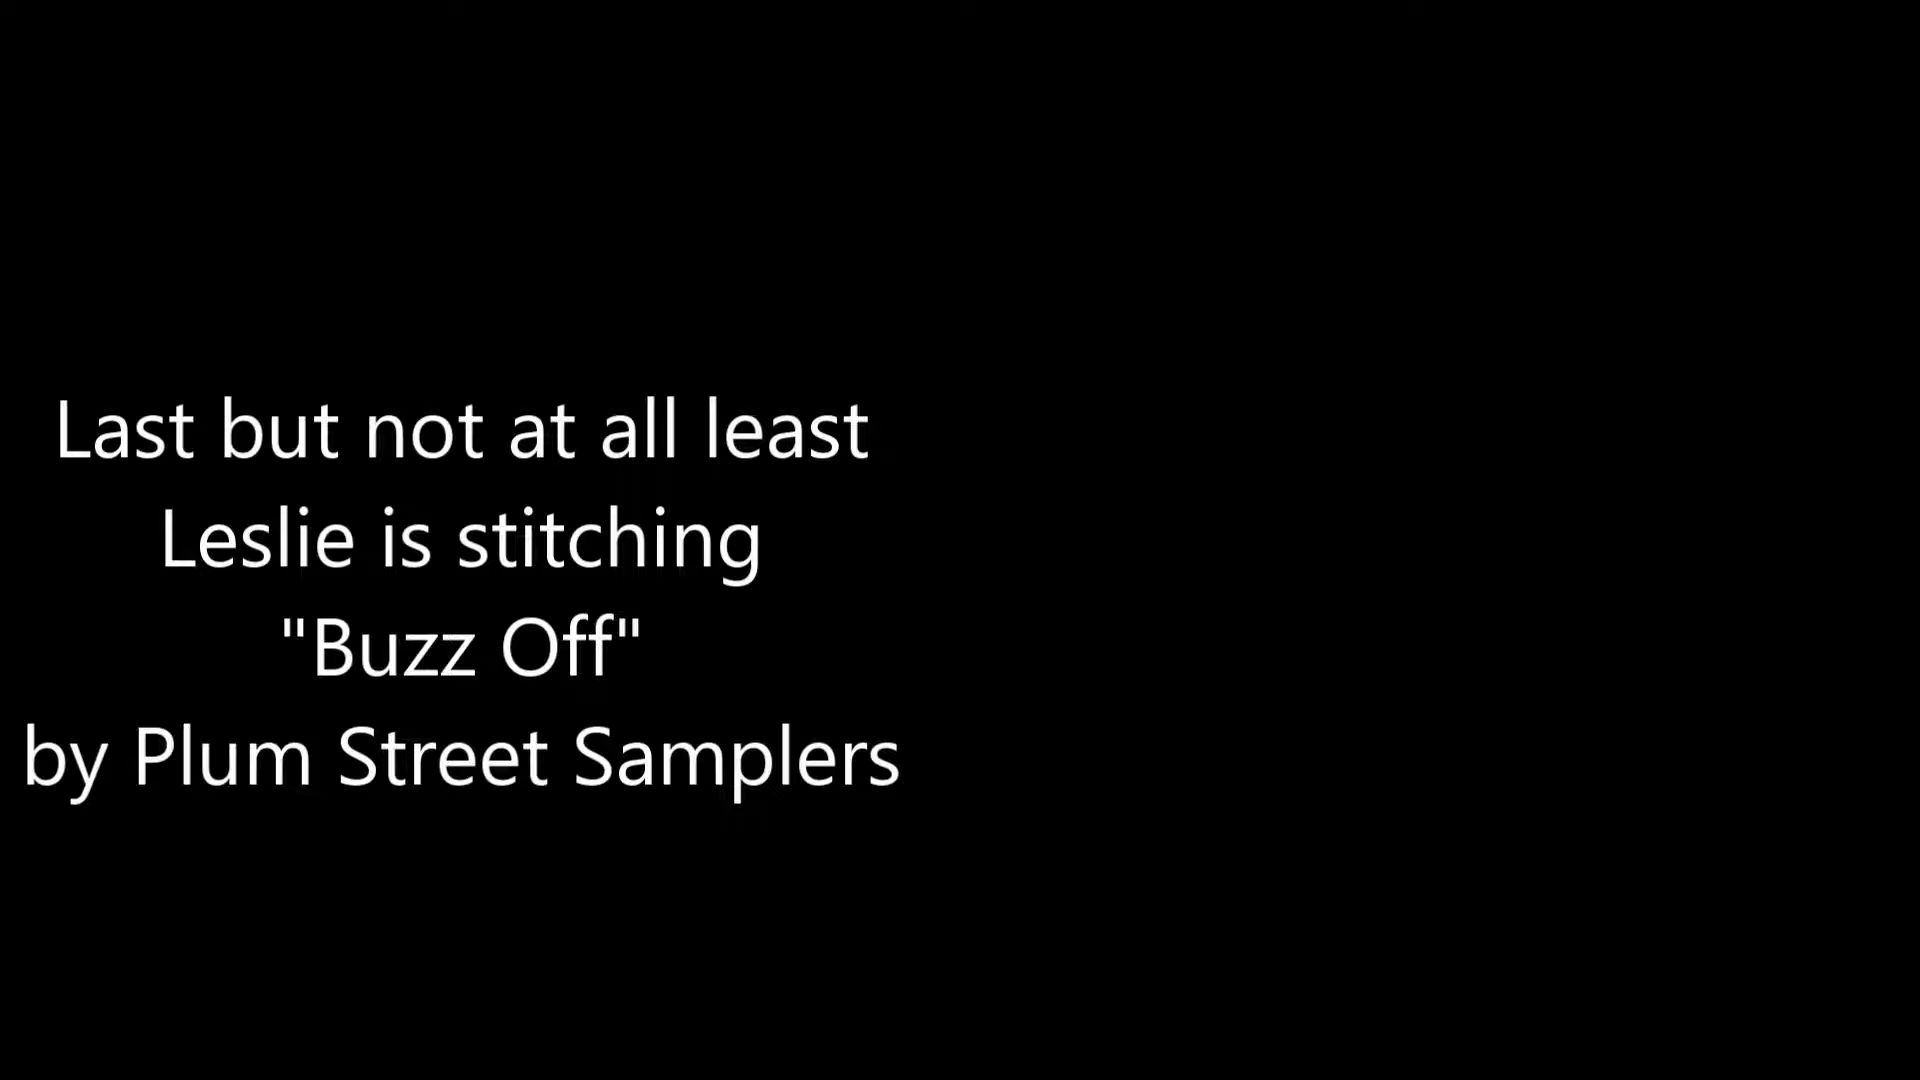 Last but not at all least
Leslie is stitching
"Buzz Off"
by Plum Street Samplers